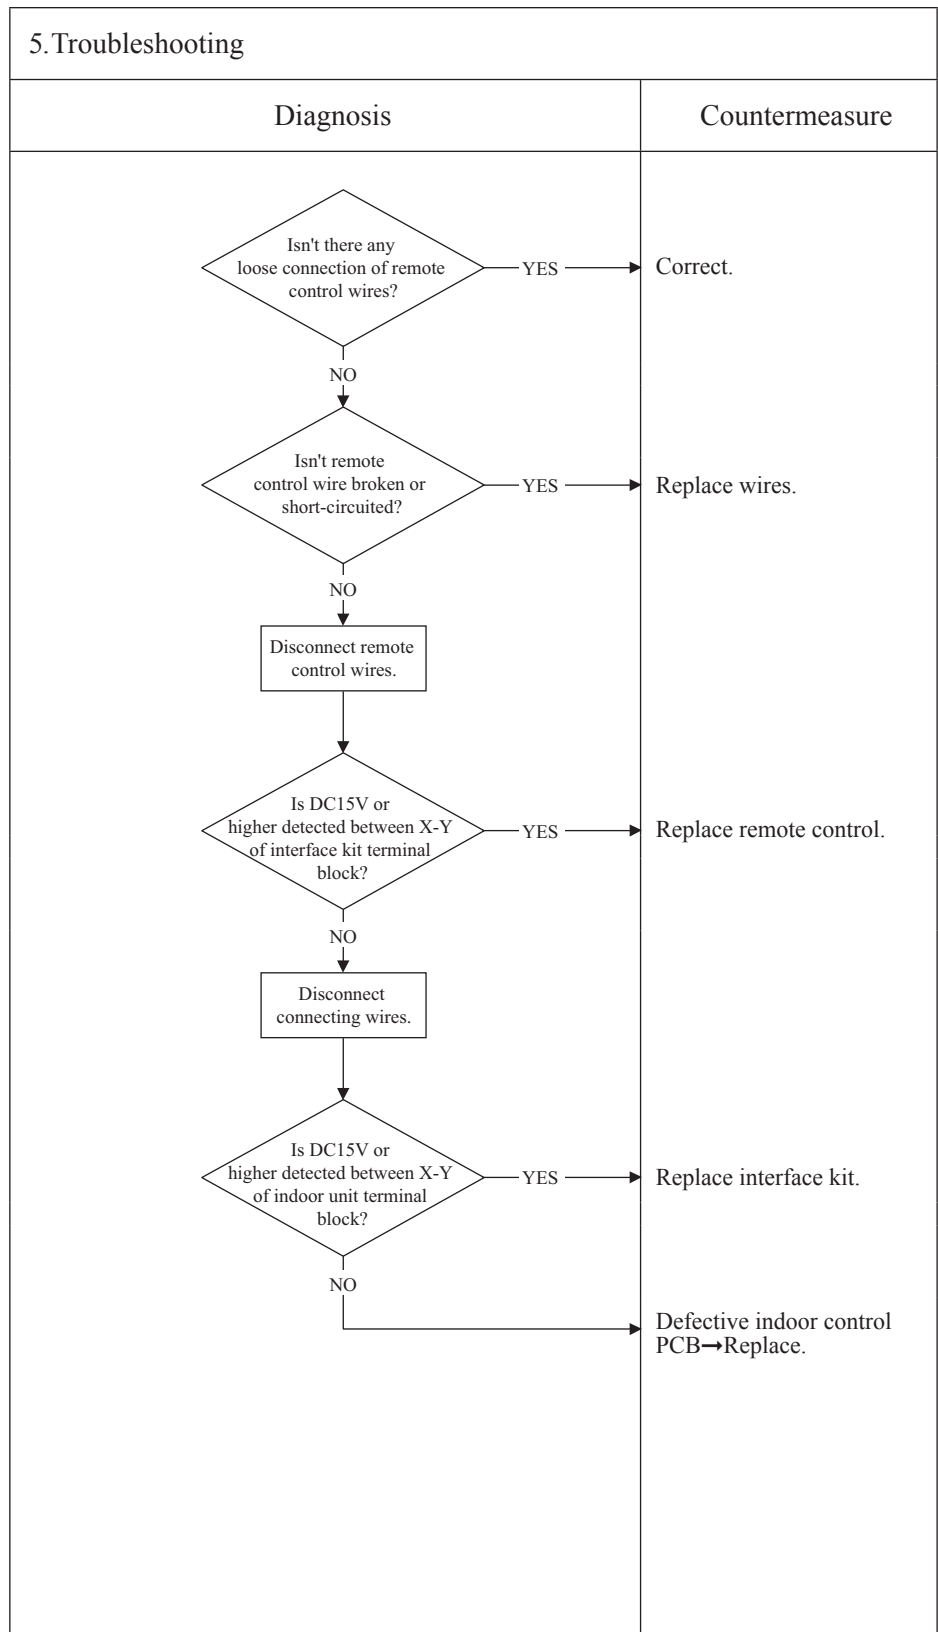 5.Troubleshooting
Diagnosis
Countermeasure
Isn't there any
loose connection of remote
control wires?
YES
Correct.
NO
Isn't remote
control wire broken or
short-circuited?
YES
Replace wires.
NO
Disconnect remote
control wires.
Is DC15V or
higher detected between X-Y
of interface kit terminal
block?
YES
Replace remote control.
NO
Disconnect
connecting wires.
Is DC15V or
higher detected between X-Y
of indoor unit terminal
block?
YES
Replace interface kit.
NO
Defective indoor control
PCB→Replace.